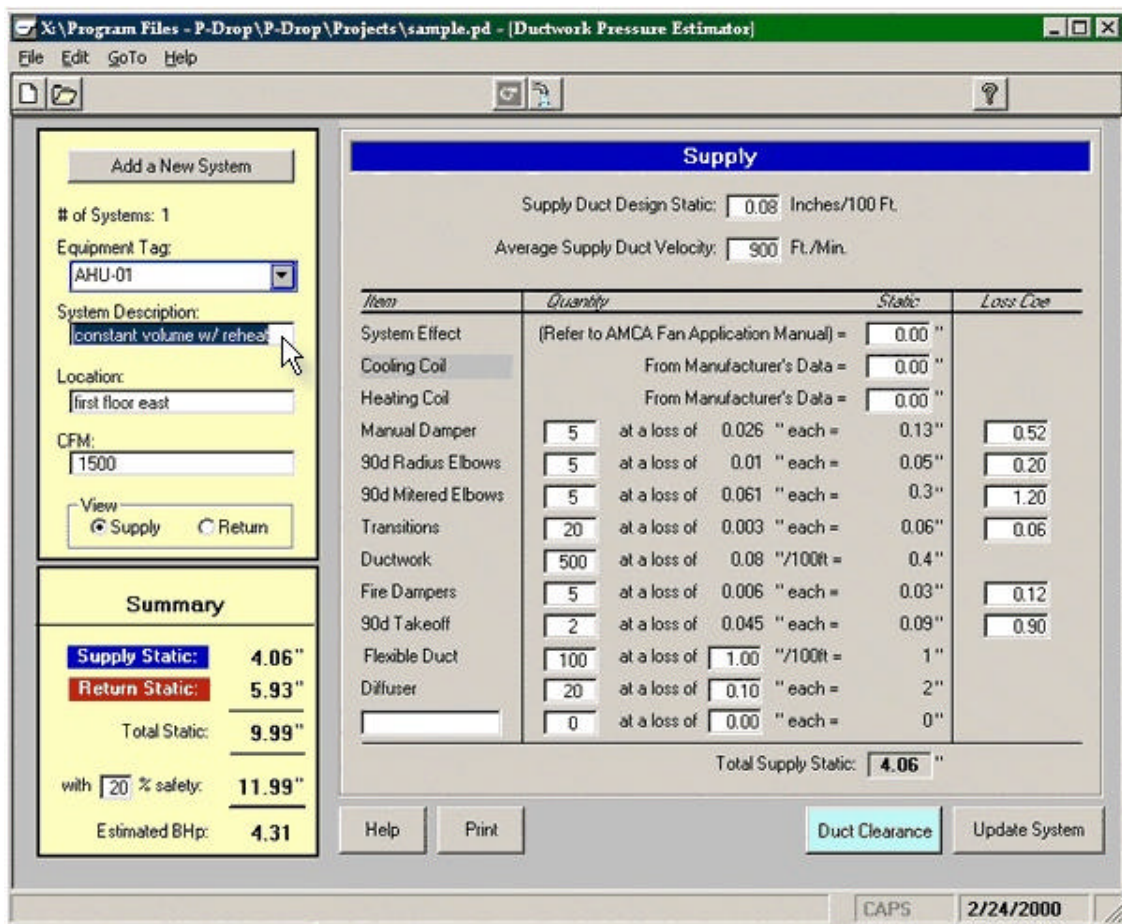 X:\Program Files - P-Drop\P-Drop\Projects\sample.pd - [Ductwork Pressure Estimator]
File Edit GoTo Help
Add a New System
# of Systems: 1
Equipment Tag:
AHU-01
System Description:
constant volume w/ reheat
Location:
first floor east
CFM:
1500
View
Supply Return
Summary
Supply Static: 4.06"
Return Static: 5.93"
Total Static: 9.99"
with 20 % safety: 11.99"
Estimated BHp: 4.31
Supply
Supply Duct Design Static: 0.08 Inches/100 Ft.
Average Supply Duct Velocity: 900 Ft./Min.
Item Quantity Static Loss Coe
System Effect (Refer to AMCA Fan Application Manual) = 0.00 "
Cooling Coil From Manufacturer's Data = 0.00 "
Heating Coil From Manufacturer's Data = 0.00 "
Manual Damper 5 at a loss of 0.026 " each = 0.13" 0.52
90d Radius Elbows 5 at a loss of 0.01 " each = 0.05" 0.20
90d Mitered Elbows 5 at a loss of 0.061 " each = 0.3" 1.20
Transitions 20 at a loss of 0.003 " each = 0.06" 0.06
Ductwork 500 at a loss of 0.08 "/100ft = 0.4"
Fire Dampers 5 at a loss of 0.006 " each = 0.03" 0.12
90d Takeoff 2 at a loss of 0.045 " each = 0.09" 0.90
Flexible Duct 100 at a loss of 1.00 "/100ft = 1"
Diffuser 20 at a loss of 0.10 " each = 2"
0 at a loss of 0.00 " each = 0"
Total Supply Static: 4.06 "
Help Print Duct Clearance Update System
CAPS 2/24/2000